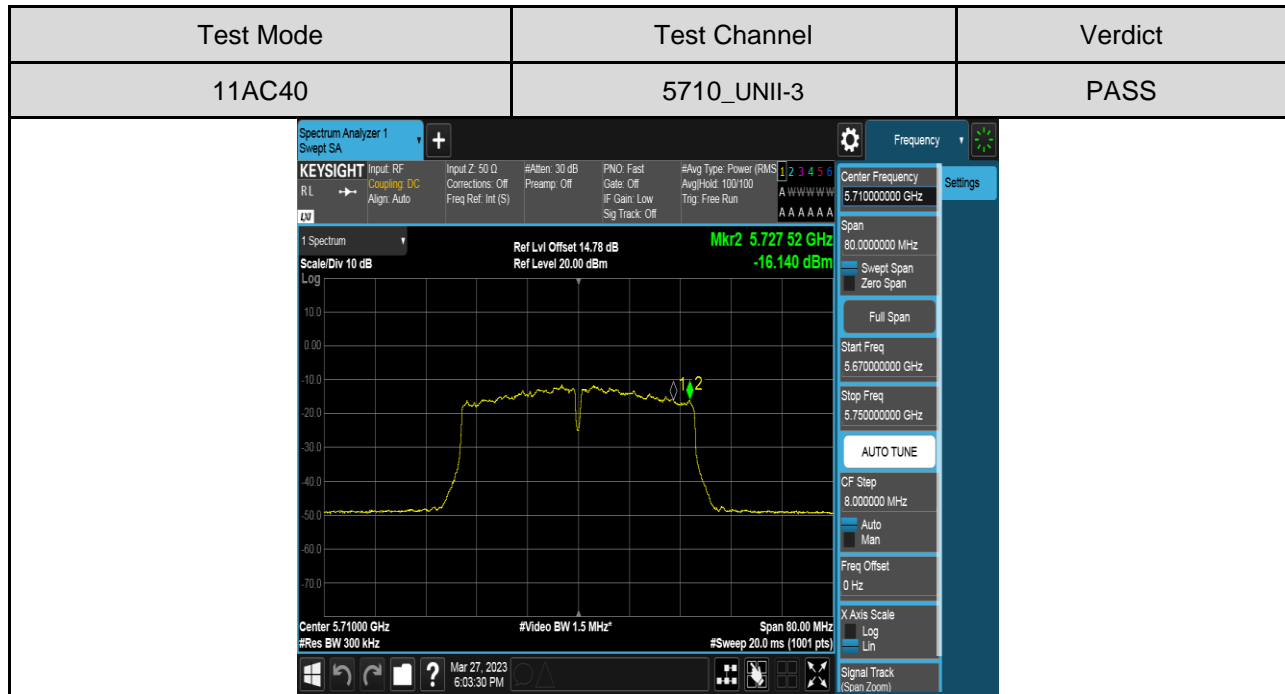 Test Mode Test Channel Verdict
11AC40 5710_UNII-3 PASS
Spectrum Analyzer 1
Swept SA
+
Frequency
KEYSIGHT Input: RF Input Z: 50 Ω #Atten: 30 dB PNO: Fast #Avg Type: Power (RMS 1 2 3 4 5 6
RL Coupling: DC Corrections: Off Preamp: Off Gate: Off Avg|Hold: 100/100 A W W W W W
Align: Auto Freq Ref: Int (S) IF Gain: Low Trig: Free Run
LXI Sig Track: Off A A A A A A
1 Spectrum Ref Lvl Offset 14.78 dB Mkr2 5.727 52 GHz
Scale/Div 10 dB Ref Level 20.00 dBm -16.140 dBm
Log
10.0
0.00
-10.0
1 2
-20.0
-30.0
-40.0
-50.0
-60.0
-70.0
Center 5.71000 GHz #Video BW 1.5 MHz* Span 80.00 MHz
#Res BW 300 kHz #Sweep 20.0 ms (1001 pts)
? Mar 27, 2023
6:03:30 PM
Center Frequency
5.710000000 GHz
Settings
Span
80.0000000 MHz
Swept Span
Zero Span
Full Span
Start Freq
5.670000000 GHz
Stop Freq
5.750000000 GHz
AUTO TUNE
CF Step
8.000000 MHz
Auto
Man
Freq Offset
0 Hz
X Axis Scale
Log
Lin
Signal Track
(Span Zoom)